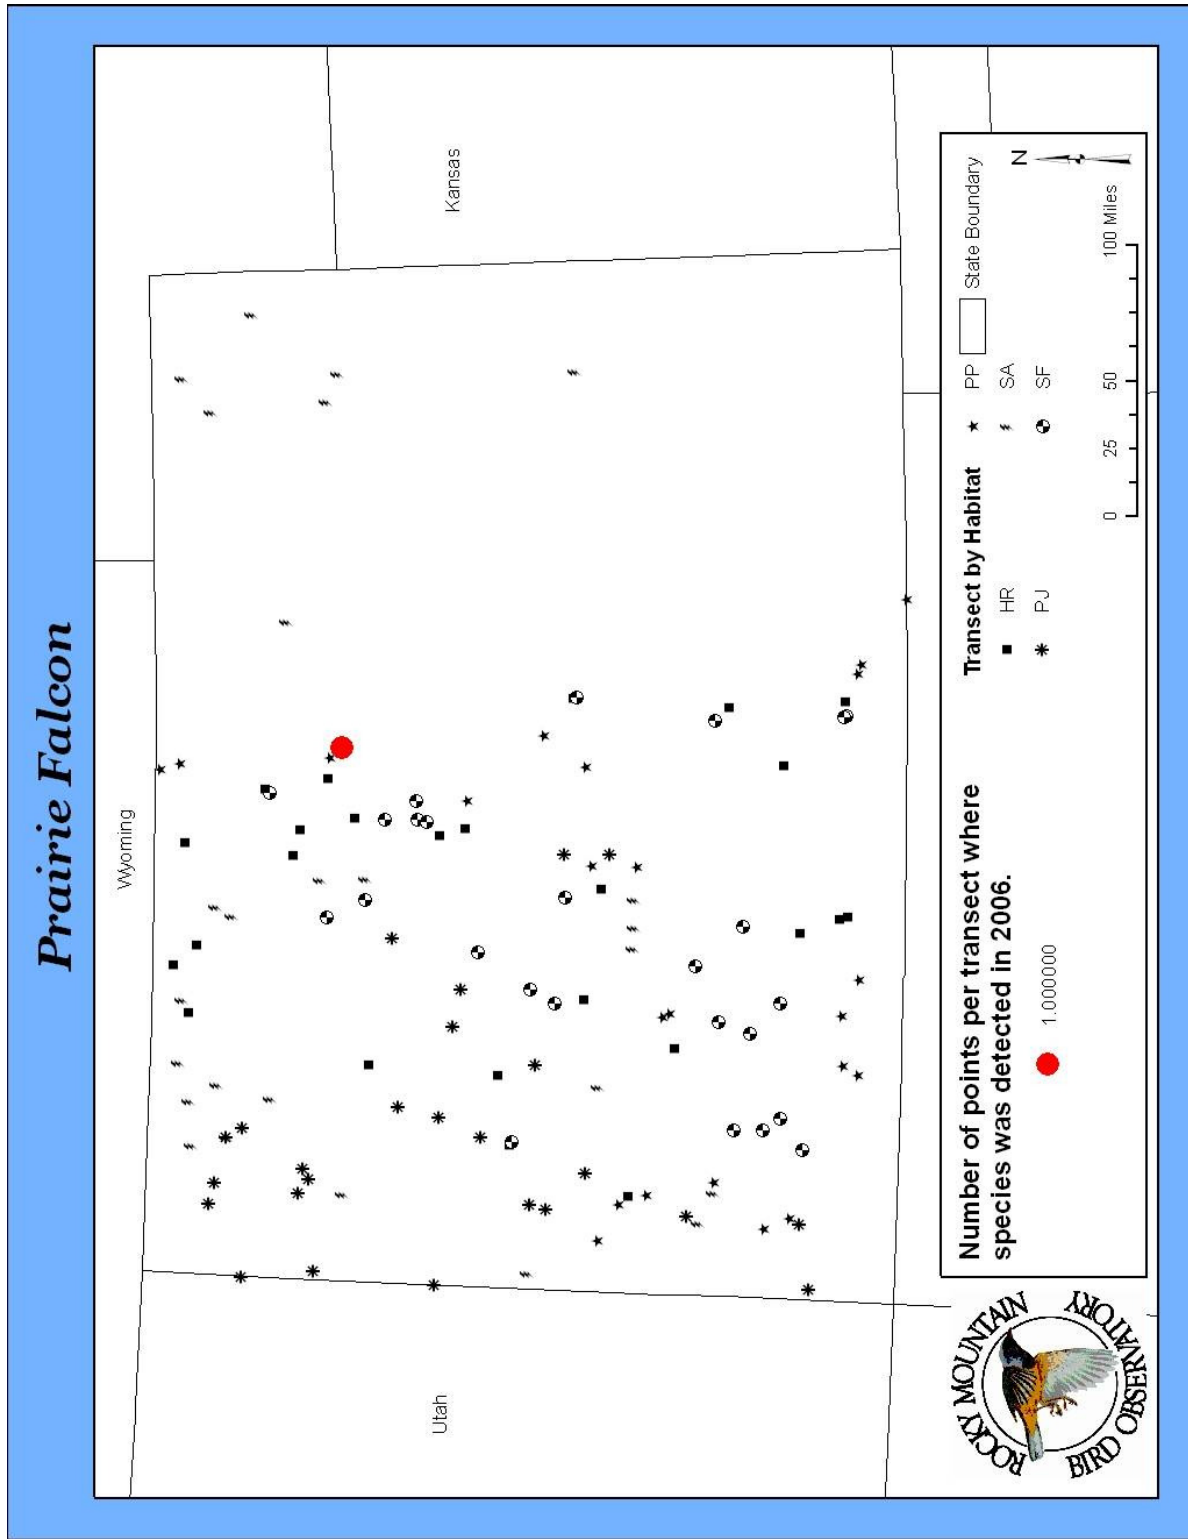 Prairie Falcon
Wyoming
Utah
Kansas
Number of points per transect where
species was detected in 2006.
1.000000
Transect by Habitat
HR
PJ
PP
SA
SF
State Boundary
N
0 25 50 100 Miles
ROCKY MOUNTAIN
BIRD OBSERVATORY